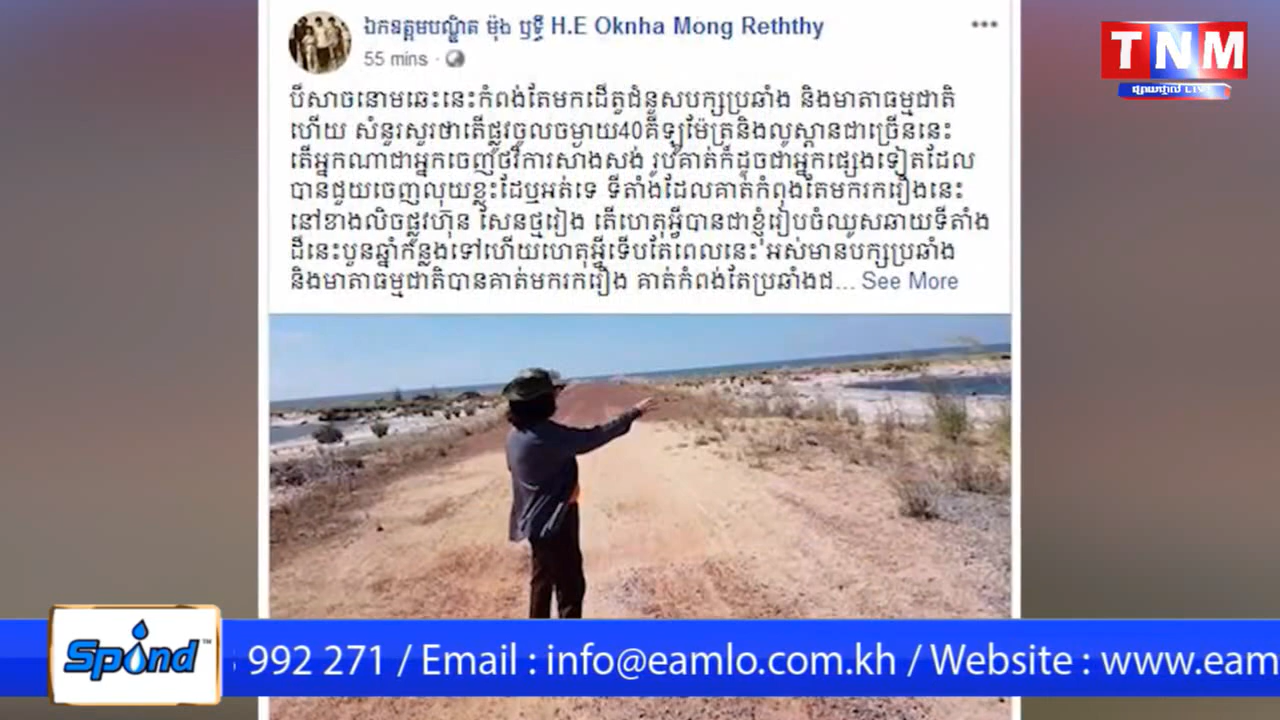 ឯកឧត្តមបណ្ឌិត ម៉ុង ឫទ្ធី H.E Oknha Mong Reththy
55 mins
TNM
ផ្សាយផ្ទាល់ LIVE
បីសាចនោមឆេះនេះកំពង់តែមកដើតួជំនួសបក្សប្រឆាំង និងមាតាធម្មជាតិ
ហើយ សំនួរសួរថាតើផ្លូវចូលចម្ងាយ40គីឡូម៉ែត្រនិងលូស្ពានជាច្រើននេះ
តើអ្នកណាជាអ្នកចេញថវិការសាងសង់ រូបគាត់ក៏ដូចជាអ្នកផ្សេងទៀតដែល
បានជួយចេញលុយខ្លះដែឬអត់ទេ ទីតាំងដែលគាត់កំពុងតែមករករឿងនេះ
នៅខាងលិចផ្លូវហ៊ុន សែនថ្មរៀង តើហេតុអ្វីបានជាខ្ញុំរៀបចំឈូសឆាយទីតាំង
ដីនេះបួនឆ្នាំកន្លងទៅហើយហេតុអ្វីទើបតែពេលនេះ អស់មានបក្សប្រឆាំង
និងមាតាធម្មជាតិបានគាត់មករករឿង គាត់កំពង់តែប្រឆាំងជ... See More
Spond™
992 271 / Email : info@eamlo.com.kh / Website : www.eam